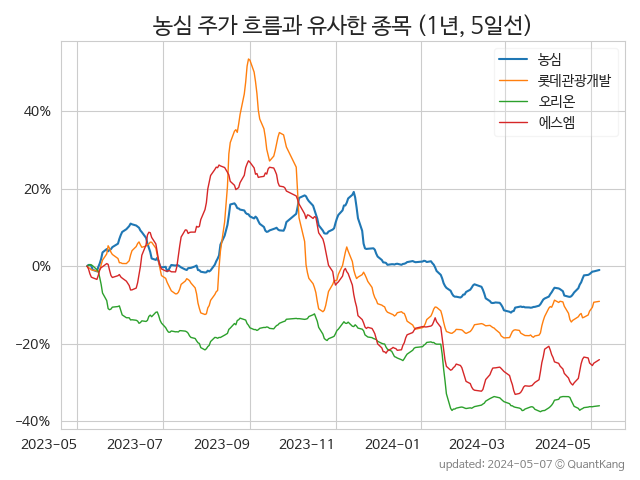 농심 주가 흐름과 유사한 종목 (1년, 5일선)
농심
롯데관광개발
오리온
에스엠
40%
20%
0%
−20%
−40%
2023-05 2023-07 2023-09 2023-11 2024-01 2024-03 2024-05
updated: 2024-05-07 © QuantKang